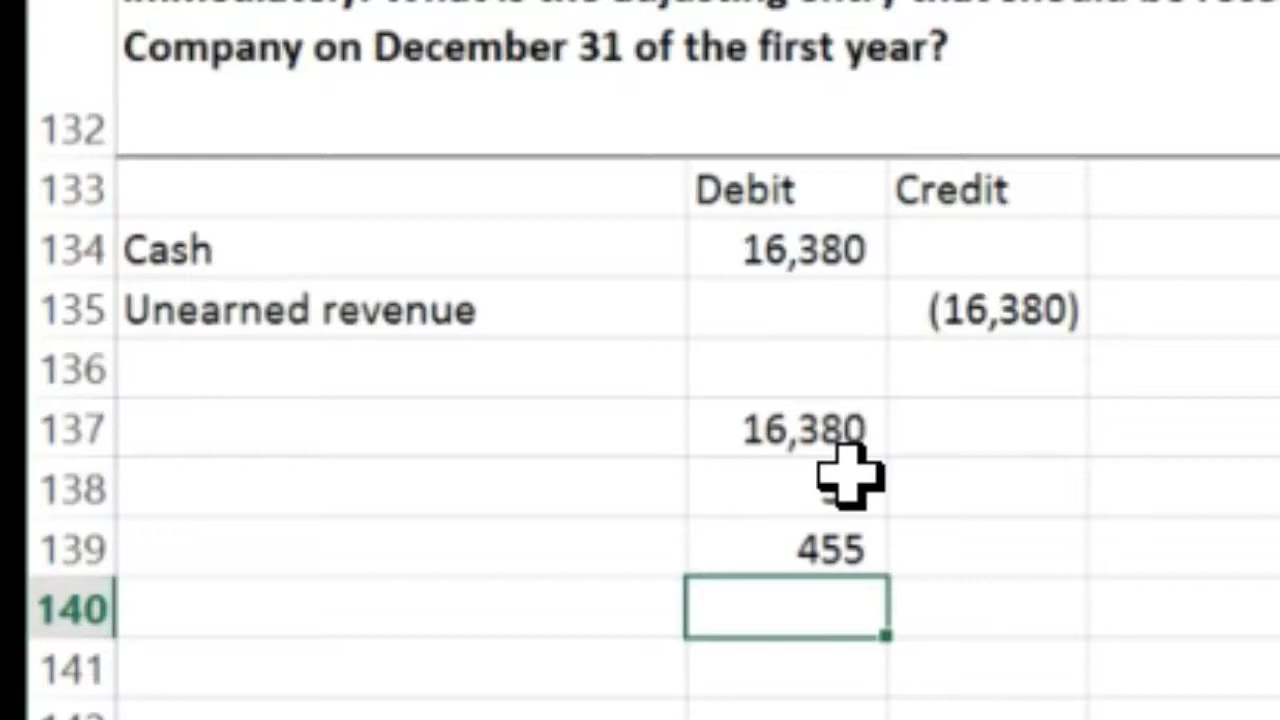 Company on December 31 of the first year?
132
133 Debit Credit
134 Cash 16,380
135 Unearned revenue (16,380)
136
137 16,380
138
139 455
140
141